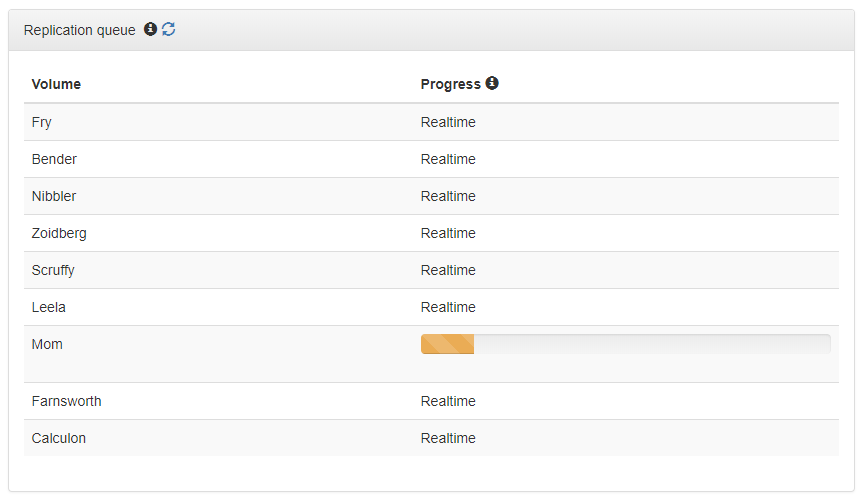 Replication queue
Volume Progress
Fry Realtime
Bender Realtime
Nibbler Realtime
Zoidberg Realtime
Scruffy Realtime
Leela Realtime
Mom
Farnsworth Realtime
Calculon Realtime